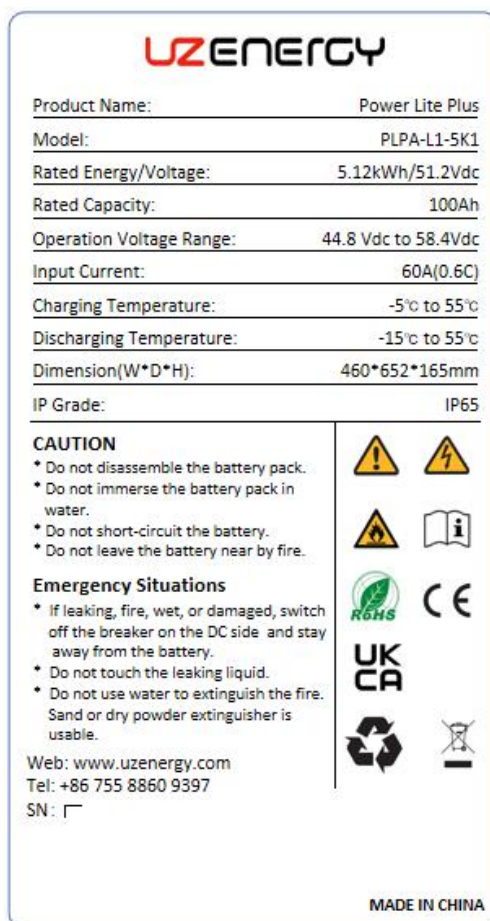 UZENERGY
Product Name: Power Lite Plus
Model: PLPA-L1-5K1
Rated Energy/Voltage: 5.12kWh/51.2Vdc
Rated Capacity: 100Ah
Operation Voltage Range: 44.8 Vdc to 58.4Vdc
Input Current: 60A(0.6C)
Charging Temperature: -5℃ to 55℃
Discharging Temperature: -15℃ to 55℃
Dimension(W*D*H): 460*652*165mm
IP Grade: IP65
CAUTION
* Do not disassemble the battery pack.
* Do not immerse the battery pack in
water.
* Do not short-circuit the battery.
* Do not leave the battery near by fire.
Emergency Situations
* If leaking, fire, wet, or damaged, switch
off the breaker on the DC side and stay
away from the battery.
* Do not touch the leaking liquid.
* Do not use water to extinguish the fire.
Sand or dry powder extinguisher is
usable.
Web: www.uzenergy.com
Tel: +86 755 8860 9397
SN:
i
RoHS
CE
UK
CA
MADE IN CHINA